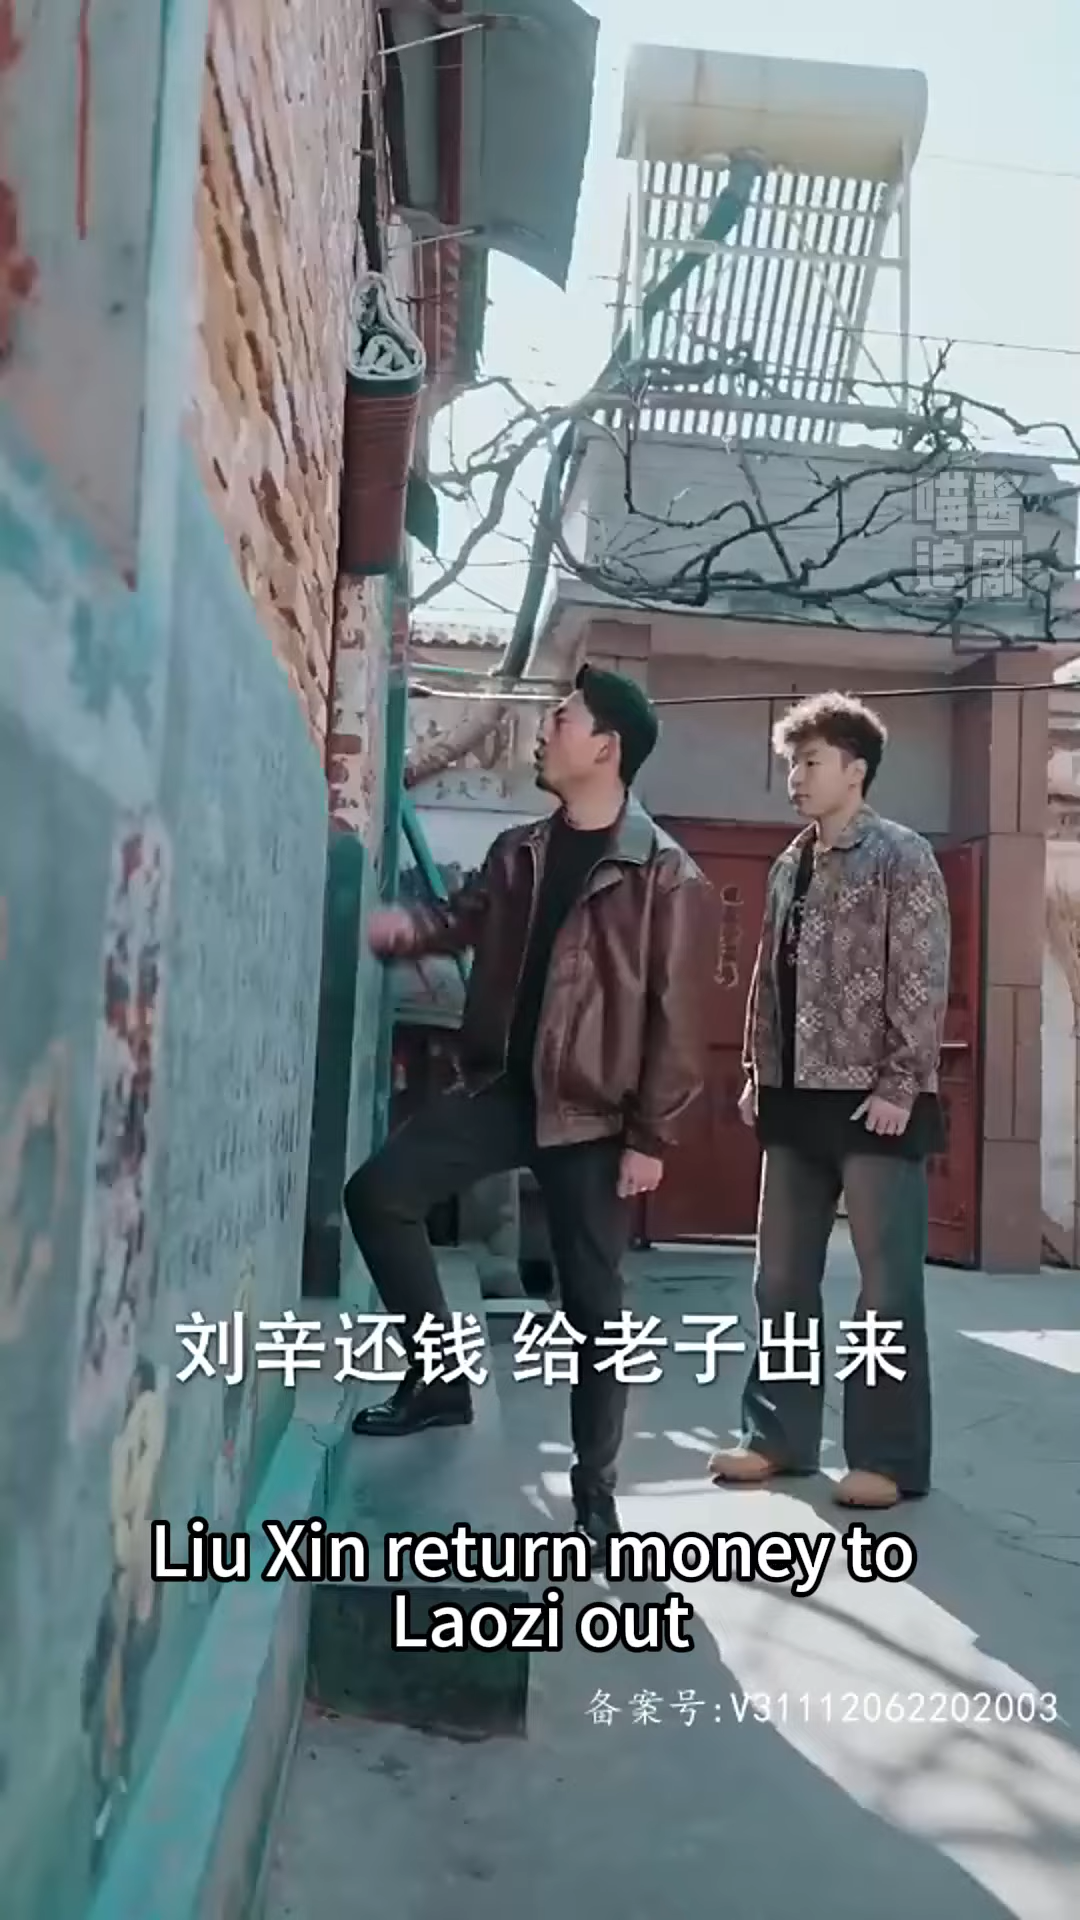 喵酱
追剧
刘辛还钱 给老子出来
Liu Xin return money to
Laozi out
备案号:V31112062202003